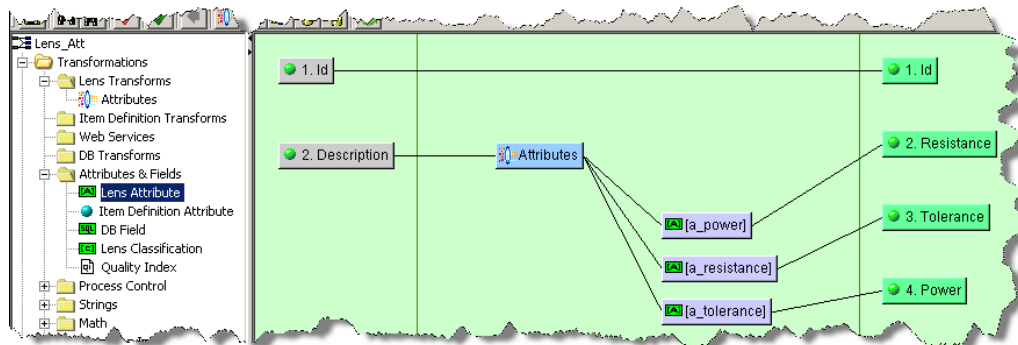 Lens_Att
Transformations
Lens Transforms
Attributes
Item Definition Transforms
Web Services
DB Transforms
Attributes & Fields
[A] Lens Attribute
Item Definition Attribute
SQL DB Field
[C] Lens Classification
qi Quality Index
Process Control
Strings
Math
1. Id
1. Id
2. Description
Attributes
2. Resistance
[A] [a_power]
3. Tolerance
[A] [a_resistance]
4. Power
[A] [a_tolerance]